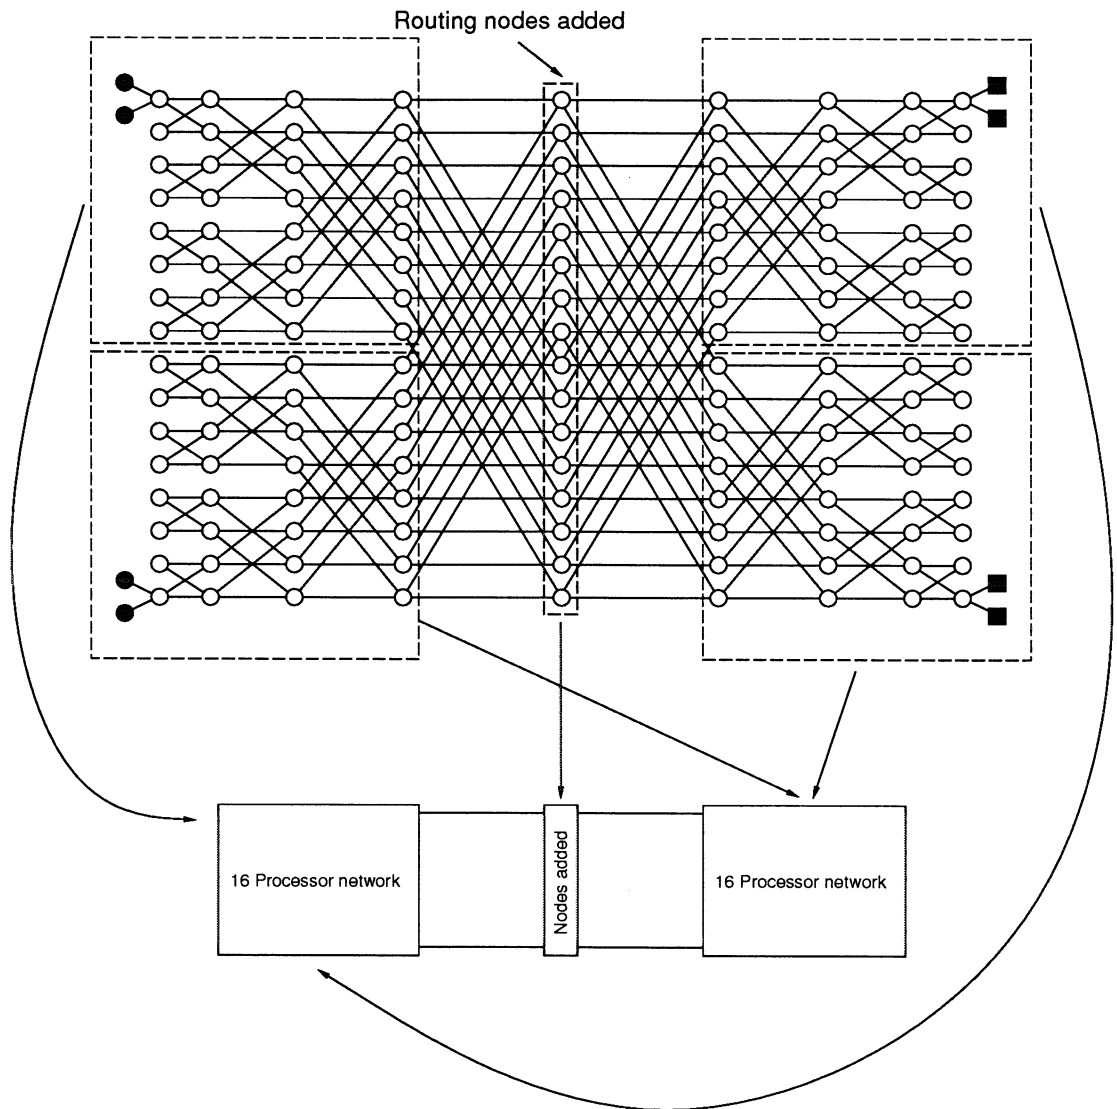 Routing nodes added
16 Processor network
Nodes added
16 Processor network